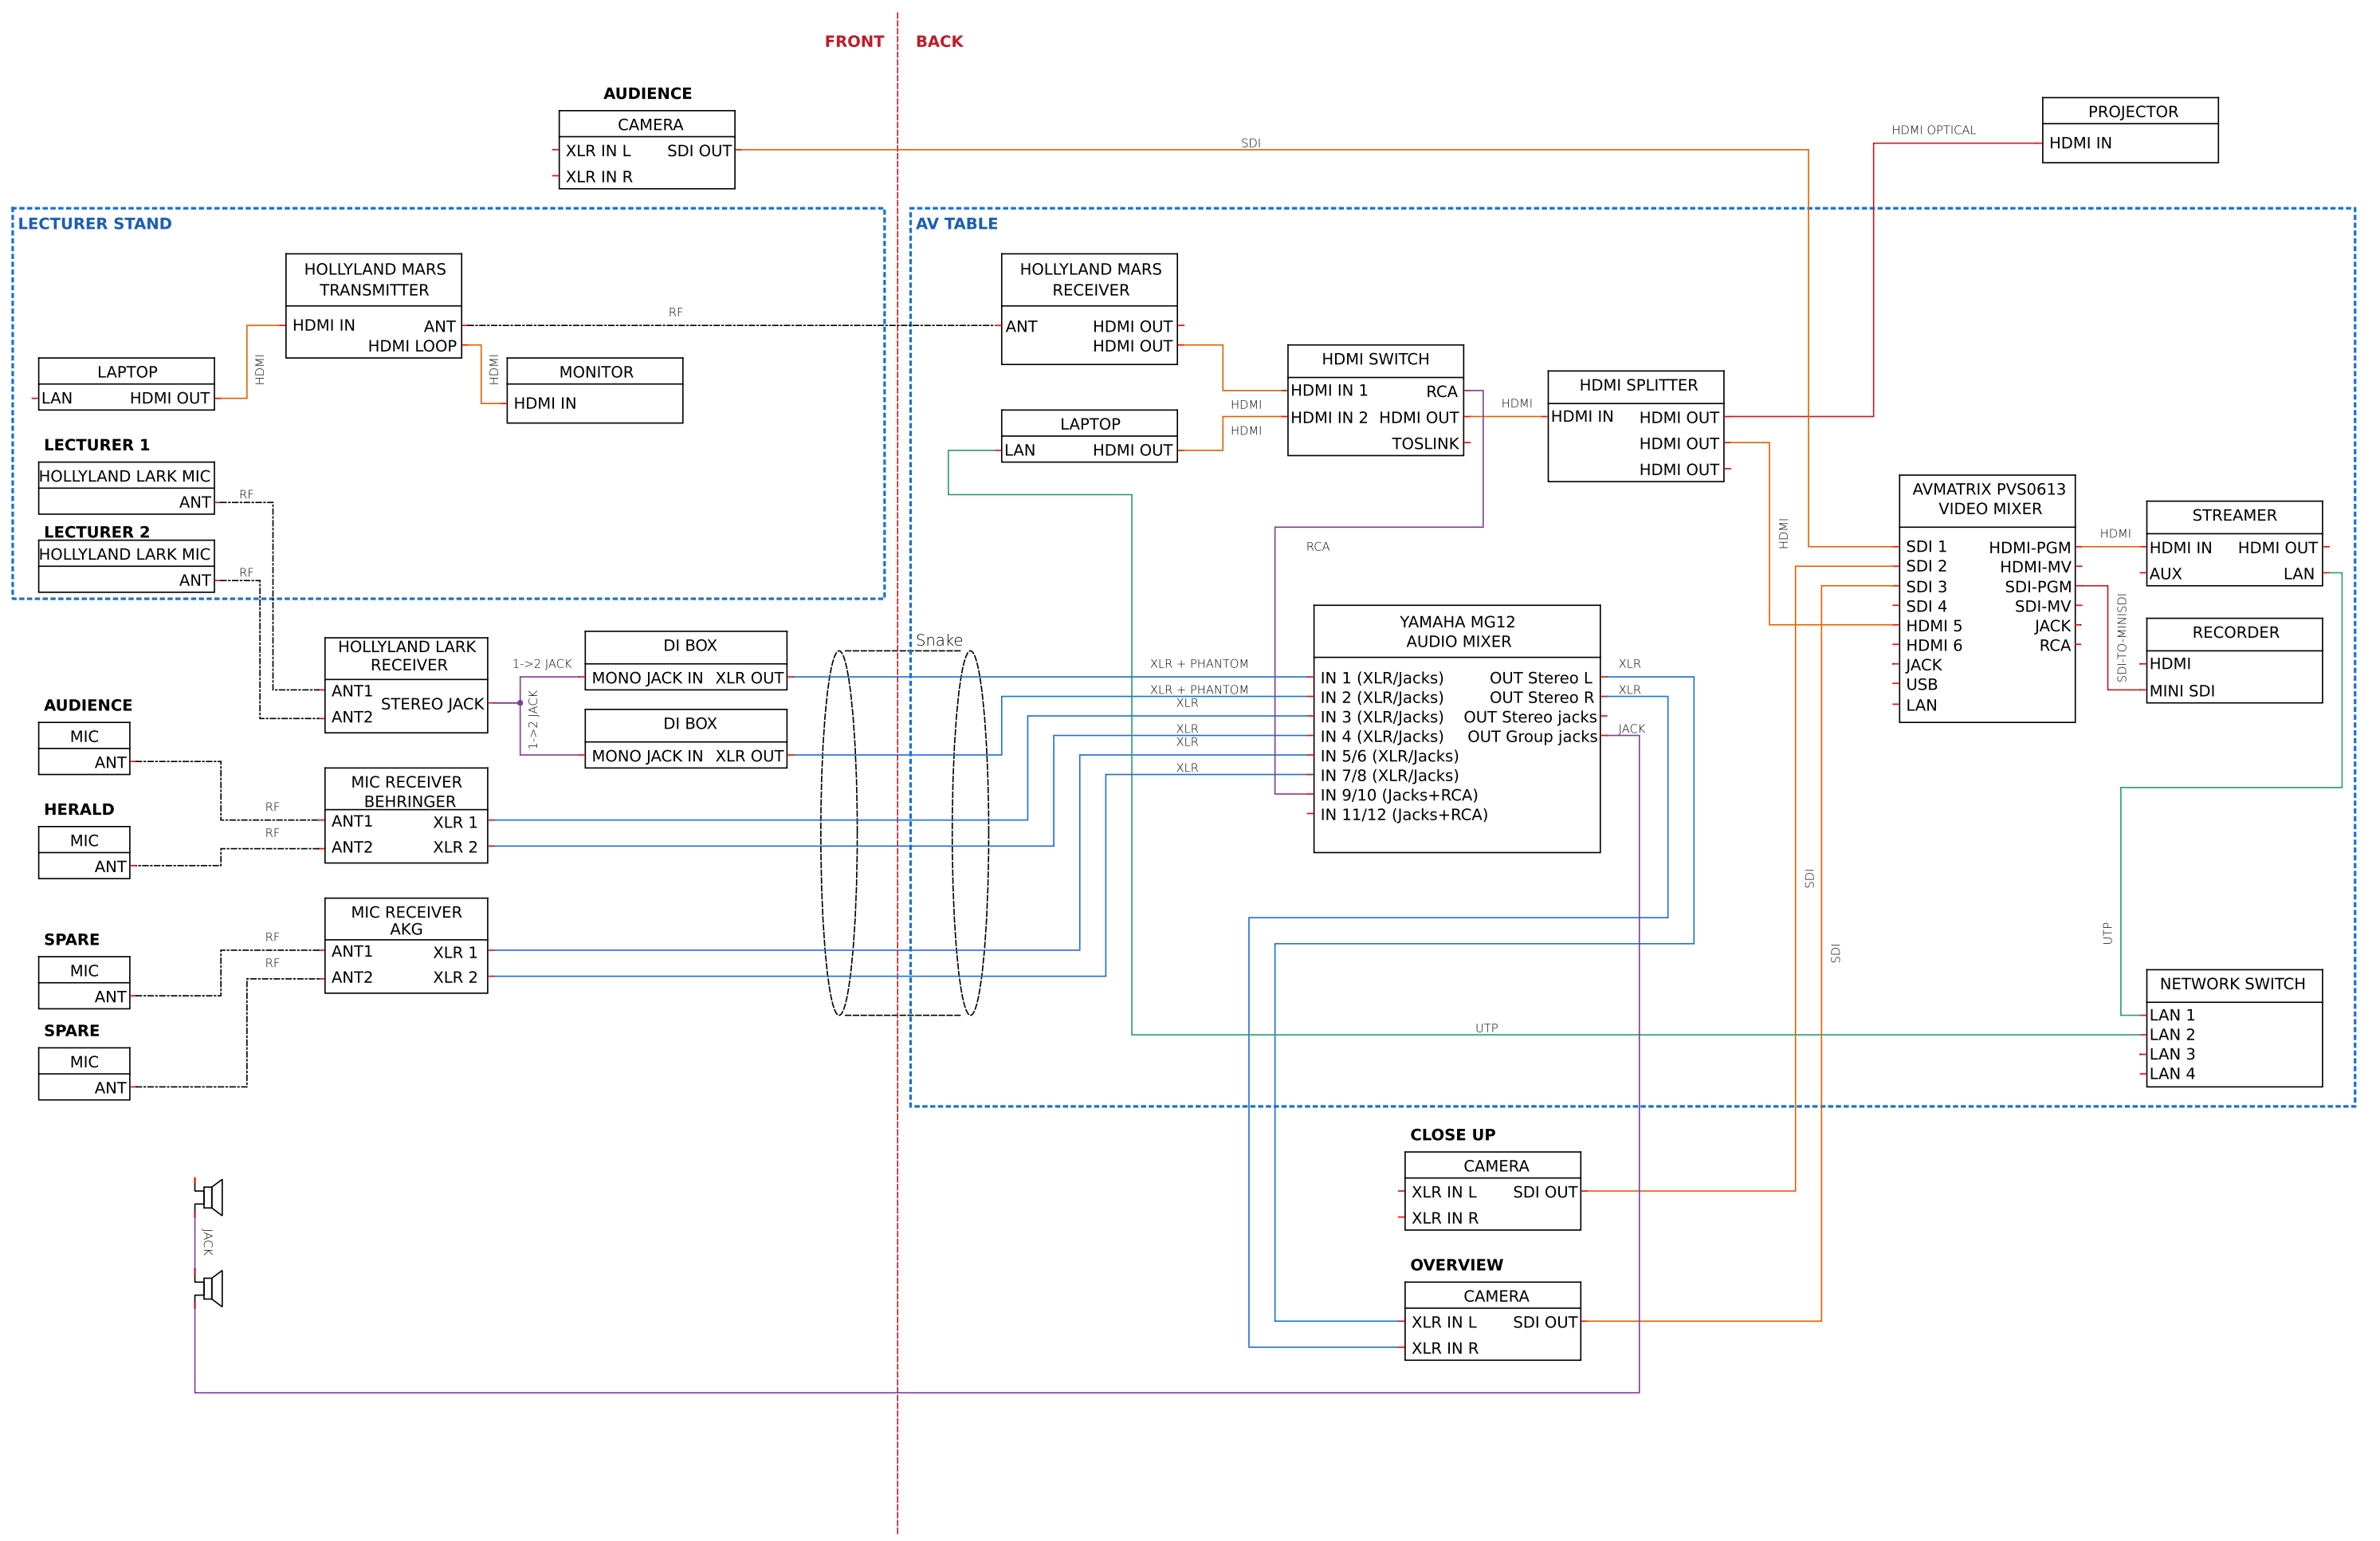 FRONT
BACK
AUDIENCE
CAMERA
XLR IN L
SDI OUT
XLR IN R
SDI
HDMI OPTICAL
PROJECTOR
HDMI IN
LECTURER STAND
HOLLYLAND MARS
TRANSMITTER
HDMI IN
ANT
HDMI LOOP
RF
LAPTOP
LAN
HDMI OUT
HDMI
HDMI
MONITOR
HDMI IN
LECTURER 1
HOLLYLAND LARK MIC
ANT
RF
LECTURER 2
HOLLYLAND LARK MIC
ANT
RF
AV TABLE
HOLLYLAND MARS
RECEIVER
ANT
HDMI OUT
HDMI OUT
LAPTOP
LAN
HDMI OUT
HDMI
HDMI
HDMI SWITCH
HDMI IN 1
RCA
HDMI IN 2
HDMI OUT
TOSLINK
HDMI
HDMI SPLITTER
HDMI IN
HDMI OUT
HDMI OUT
HDMI OUT
RCA
HDMI
AVMATRIX PVS0613
VIDEO MIXER
SDI 1
HDMI-PGM
SDI 2
HDMI-MV
SDI 3
SDI-PGM
SDI 4
SDI-MV
HDMI 5
JACK
HDMI 6
RCA
JACK
USB
LAN
HDMI
SDI-TO-MINISDI
STREAMER
HDMI IN
HDMI OUT
AUX
LAN
RECORDER
HDMI
MINI SDI
HOLLYLAND LARK
RECEIVER
ANT1
STEREO JACK
ANT2
1->2 JACK
1->2 JACK
DI BOX
MONO JACK IN
XLR OUT
DI BOX
MONO JACK IN
XLR OUT
Snake
XLR + PHANTOM
XLR + PHANTOM
XLR
XLR
XLR
XLR
YAMAHA MG12
AUDIO MIXER
IN 1 (XLR/Jacks)
OUT Stereo L
IN 2 (XLR/Jacks)
OUT Stereo R
IN 3 (XLR/Jacks)
OUT Stereo jacks
IN 4 (XLR/Jacks)
OUT Group jacks
IN 5/6 (XLR/Jacks)
IN 7/8 (XLR/Jacks)
IN 9/10 (Jacks+RCA)
IN 11/12 (Jacks+RCA)
XLR
XLR
JACK
AUDIENCE
MIC
ANT
RF
HERALD
MIC
ANT
RF
MIC RECEIVER
BEHRINGER
ANT1
XLR 1
ANT2
XLR 2
SPARE
MIC
ANT
RF
SPARE
MIC
ANT
RF
MIC RECEIVER
AKG
ANT1
XLR 1
ANT2
XLR 2
SDI
SDI
UTP
UTP
NETWORK SWITCH
LAN 1
LAN 2
LAN 3
LAN 4
CLOSE UP
CAMERA
XLR IN L
SDI OUT
XLR IN R
OVERVIEW
CAMERA
XLR IN L
SDI OUT
XLR IN R
JACK